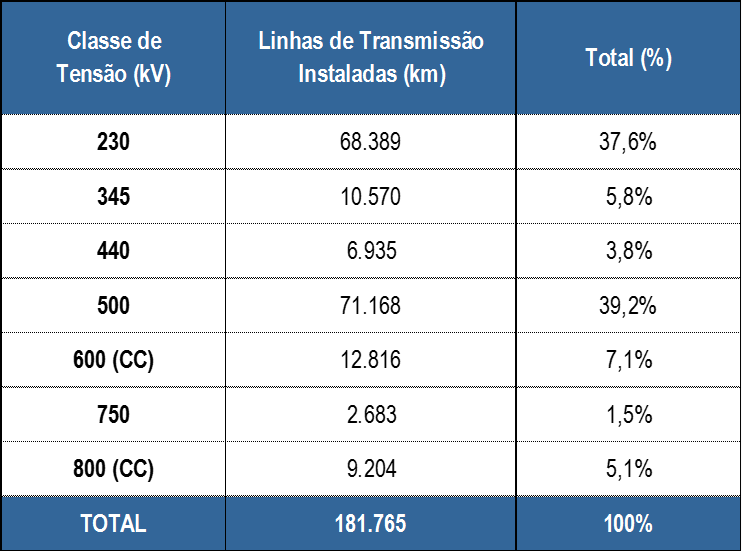 Classe de Tensão (kV) Linhas de Transmissão Instaladas (km) Total (%)
230 68.389 37,6%
345 10.570 5,8%
440 6.935 3,8%
500 71.168 39,2%
600 (CC) 12.816 7,1%
750 2.683 1,5%
800 (CC) 9.204 5,1%
TOTAL 181.765 100%